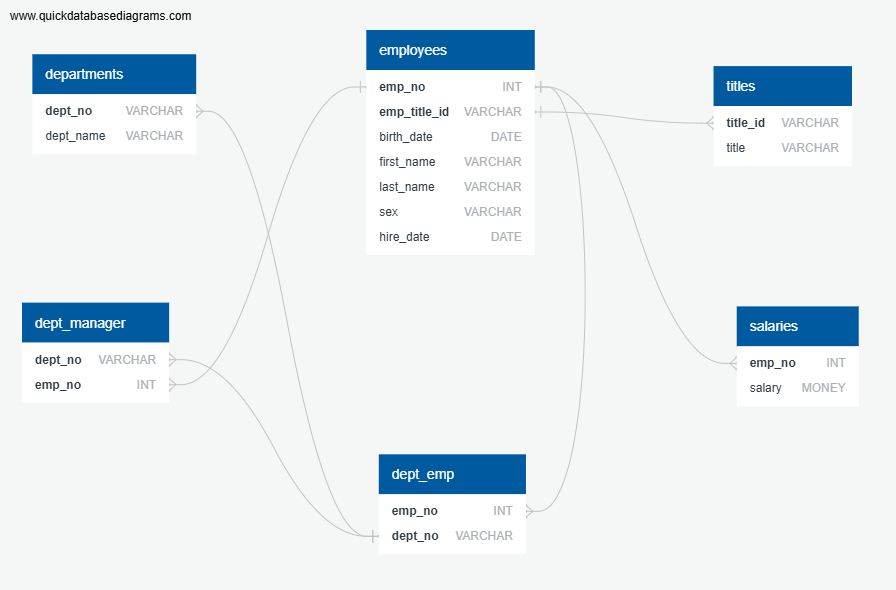 www.quickdatabasediagrams.com
departments
dept_no VARCHAR
dept_name VARCHAR
employees
emp_no INT
emp_title_id VARCHAR
birth_date DATE
first_name VARCHAR
last_name VARCHAR
sex VARCHAR
hire_date DATE
titles
title_id VARCHAR
title VARCHAR
dept_manager
dept_no VARCHAR
emp_no INT
salaries
emp_no INT
salary MONEY
dept_emp
emp_no INT
dept_no VARCHAR